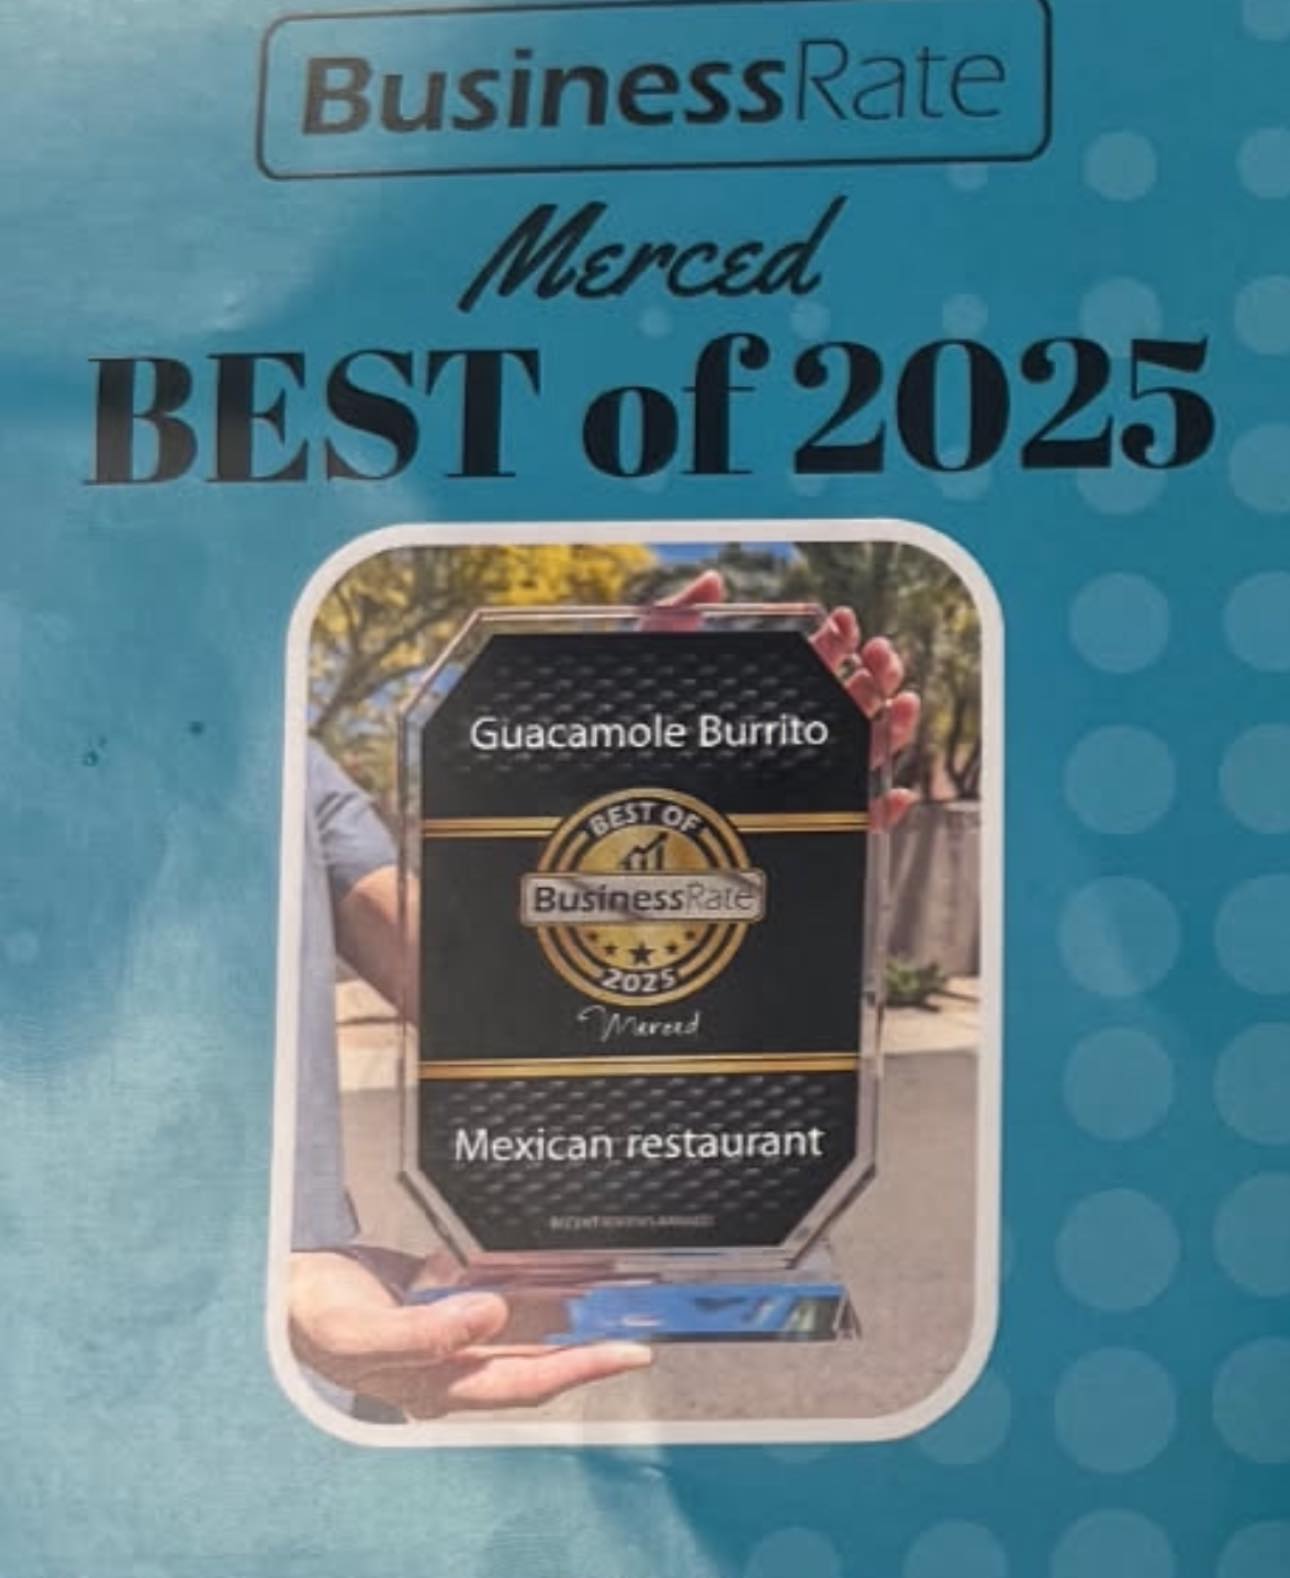 BusinessRate
Merced
BEST of 2025
Guacamole Burrito
BEST OF
BusinessRate
2025
Merced
Mexican restaurant